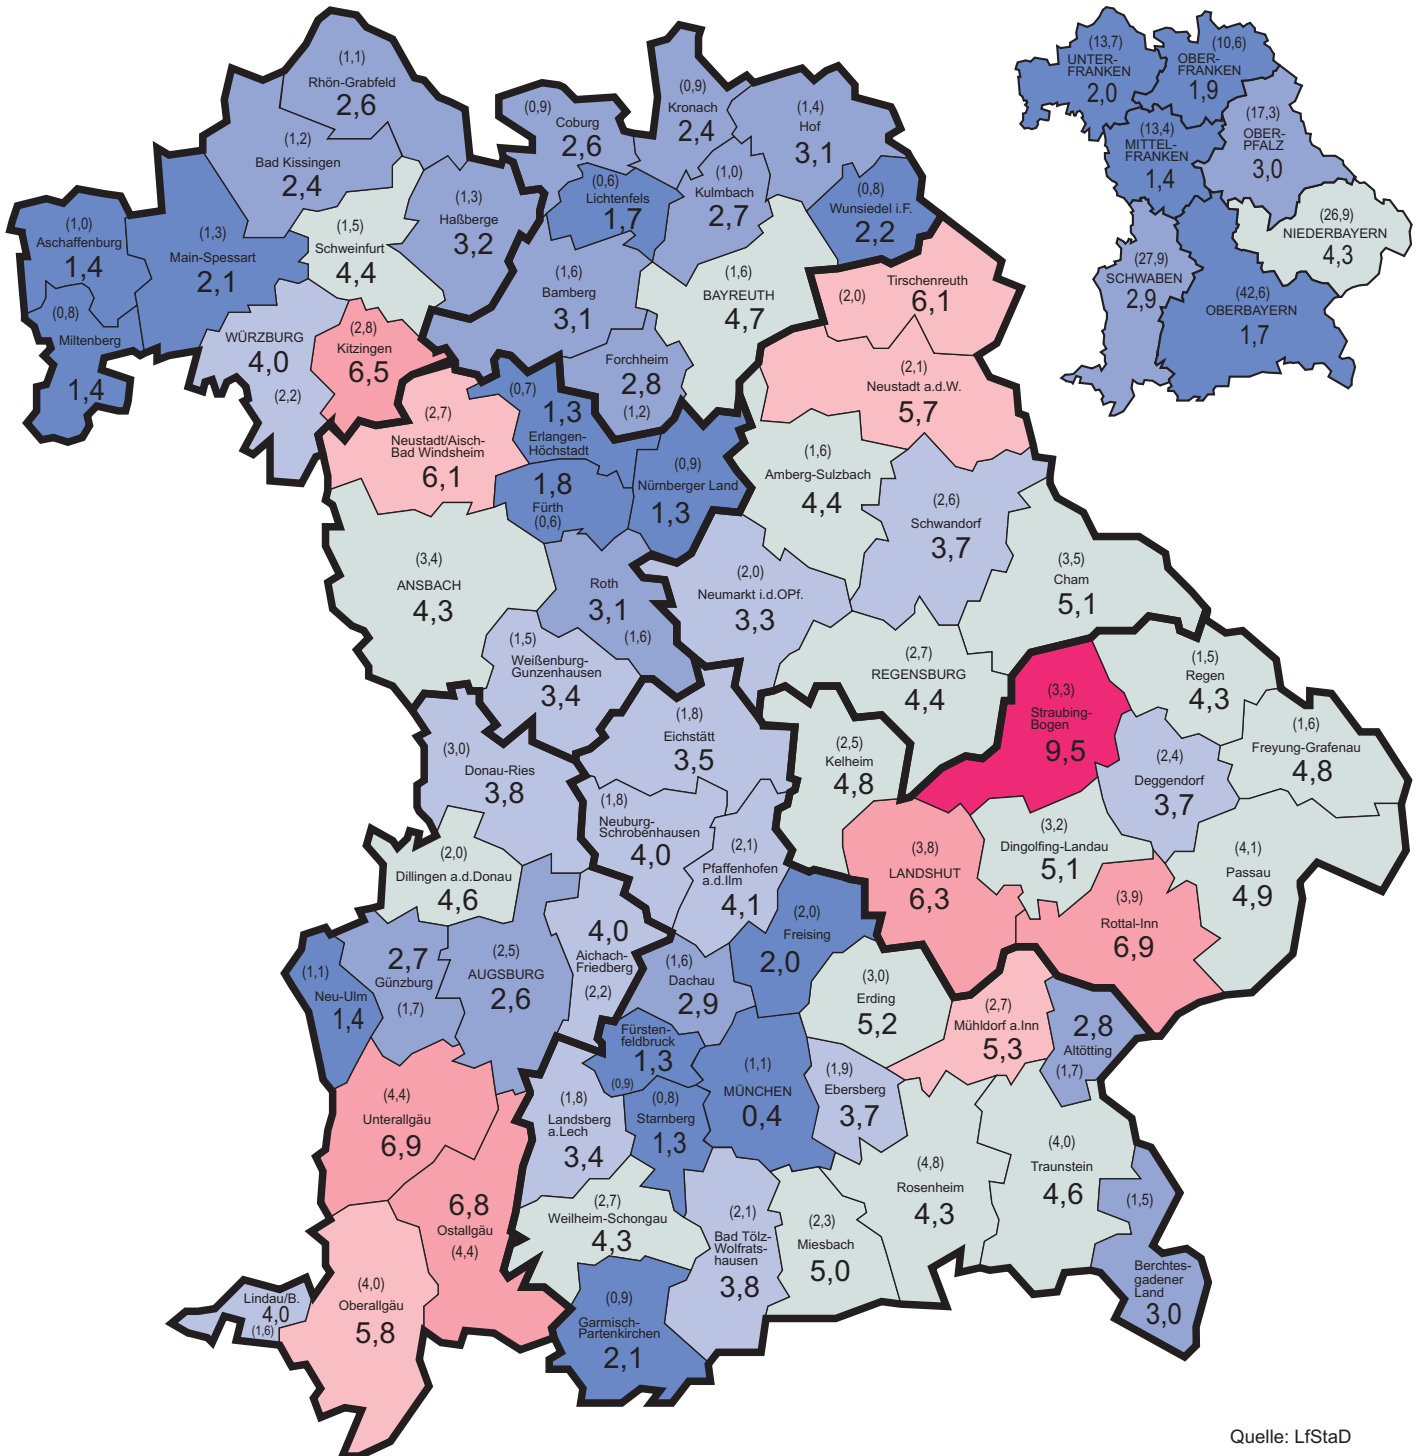 (1,1)
Rhön-Grabfeld
2,6
(1,2)
Bad Kissingen
2,4
(1,0)
Aschaffenburg
1,4
(0,8)
Miltenberg
1,4
(1,3)
Main-Spessart
2,1
(1,5)
Schweinfurt
4,4
(1,3)
Haßberge
3,2
WÜRZBURG
4,0
(2,2)
(2,8)
Kitzingen
6,5
(0,9)
Coburg
2,6
(0,9)
Kronach
2,4
(1,4)
Hof
3,1
(0,6)
Lichtenfels
1,7
(1,0)
Kulmbach
2,7
(0,8)
Wunsiedel i.F.
2,2
(1,6)
Bamberg
3,1
(1,6)
BAYREUTH
4,7
Forchheim
2,8
(1,2)
(2,0)
Tirschenreuth
6,1
(2,1)
Neustadt a.d.W.
5,7
(1,6)
Amberg-Sulzbach
4,4
(2,6)
Schwandorf
3,7
(3,5)
Cham
5,1
(2,0)
Neumarkt i.d.OPf.
3,3
(2,7)
REGENSBURG
4,4
(2,7)
Neustadt/Aisch-
Bad Windsheim
6,1
(0,7)
1,3
Erlangen-
Höchstadt
1,8
Fürth
(0,6)
(0,9)
Nürnberger Land
1,3
(3,4)
ANSBACH
4,3
Roth
3,1
(1,6)
(1,5)
Weißenburg-
Gunzenhausen
3,4
(3,3)
Straubing-
Bogen
9,5
(1,5)
Regen
4,3
(1,6)
Freyung-Grafenau
4,8
(2,4)
Deggendorf
3,7
(2,5)
Kelheim
4,8
(3,8)
LANDSHUT
6,3
(3,2)
Dingolfing-Landau
5,1
(4,1)
Passau
4,9
(3,9)
Rottal-Inn
6,9
(3,0)
Donau-Ries
3,8
(2,0)
Dillingen a.d.Donau
4,6
2,7
Günzburg
(1,7)
(2,5)
AUGSBURG
2,6
4,0
Aichach-
Friedberg
(2,2)
(1,1)
Neu-Ulm
1,4
(4,4)
Unterallgäu
6,9
6,8
Ostallgäu
(4,4)
(4,0)
Oberallgäu
5,8
Lindau/B.
4,0
(1,6)
(1,8)
Eichstätt
3,5
(1,8)
Neuburg-
Schrobenhausen
4,0
(2,1)
Pfaffenhofen
a.d.Ilm
4,1
(2,0)
Freising
2,0
(1,6)
Dachau
2,9
(3,0)
Erding
5,2
(2,7)
Mühldorf a.Inn
5,3
2,8
Altötting
(1,7)
Fürsten-
feldbruck
1,3
(0,9)
(1,1)
MÜNCHEN
0,4
(1,9)
Ebersberg
3,7
(1,8)
Landsberg
a.Lech
3,4
(0,8)
Starnberg
1,3
(2,7)
Weilheim-Schongau
4,3
(0,9)
Garmisch-
Partenkirchen
2,1
(2,1)
Bad Tölz-
Wolfrats-
hausen
3,8
(2,3)
Miesbach
5,0
(4,8)
Rosenheim
4,3
(4,0)
Traunstein
4,6
(1,5)
Berchtes-
gadener
Land
3,0
(13,7)
UNTER-
FRANKEN
2,0
(10,6)
OBER-
FRANKEN
1,9
(17,3)
OBER-
PFALZ
3,0
(13,4)
MITTEL-
FRANKEN
1,4
(26,9)
NIEDERBAYERN
4,3
(27,9)
SCHWABEN
2,9
(42,6)
OBERBAYERN
1,7
Quelle: LfStaD